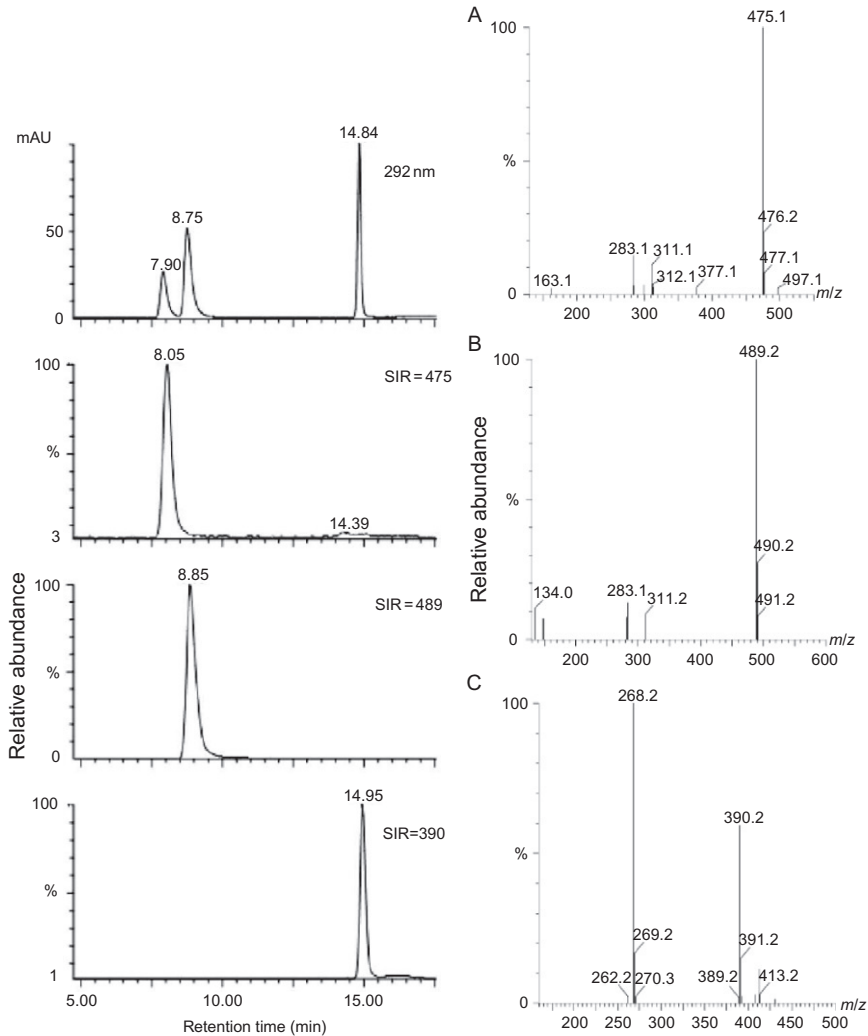 mAU
14.84
292 nm
8.75
50
7.90
0
100
8.05
SIR = 475
%
14.39
3
100
8.85
SIR = 489
%
0
100
14.95
SIR=390
%
1
5.00 10.00 15.00
Retention time (min)
Relative abundance
A
475.1
100
%
476.2
283.1 311.1
477.1
163.1 312.1 377.1 497.1
0
200 300 400 500 m/z
B
489.2
100
Relative abundance
%
490.2
134.0 283.1 311.2 491.2
0
200 300 400 500 600 m/z
C
268.2
100
390.2
%
269.2 391.2
262.2 270.3 389.2 413.2
0
200 250 300 350 400 450 500 m/z